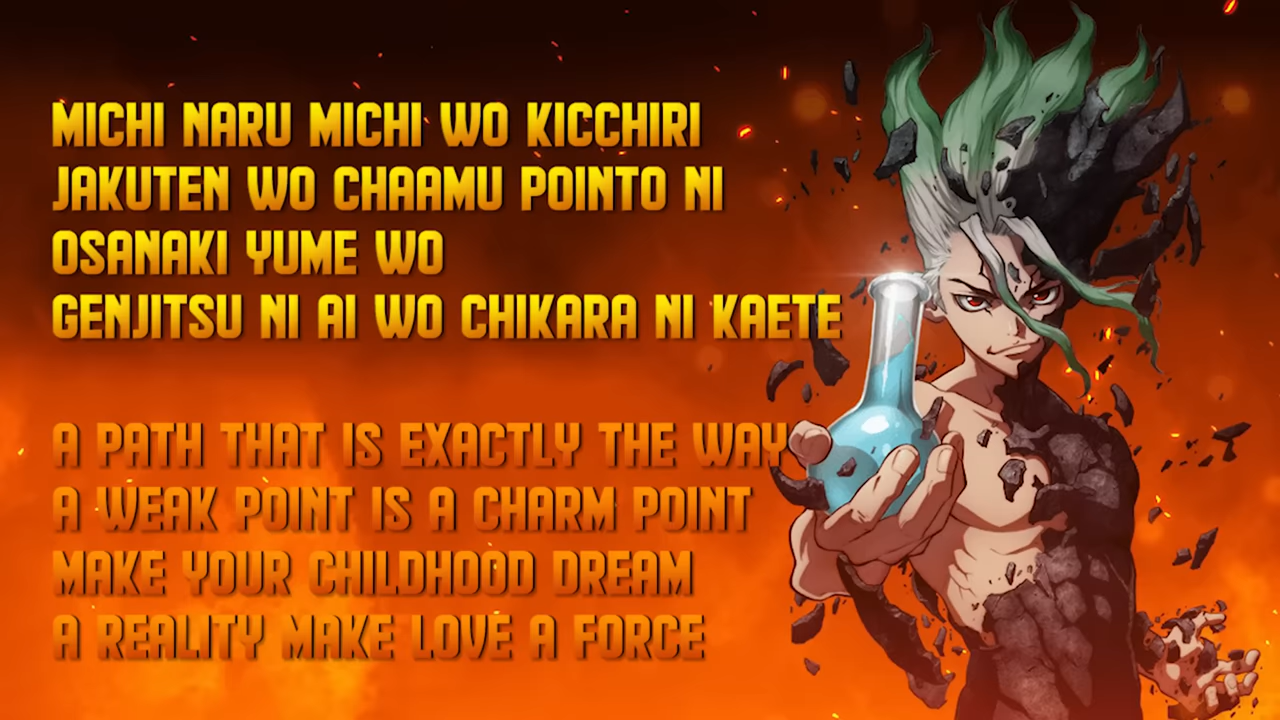 MICHI NARU MICHI WO KICCHIRI
JAKUTEN WO CHAAMU POINTO NI
OSANAKI YUME WO
GENJITSU NI AI WO CHIKARA NI KAETE
A PATH THAT IS EXACTLY THE WAY
A WEAK POINT IS A CHARM POINT
MAKE YOUR CHILDHOOD DREAM
A REALITY MAKE LOVE A FORCE